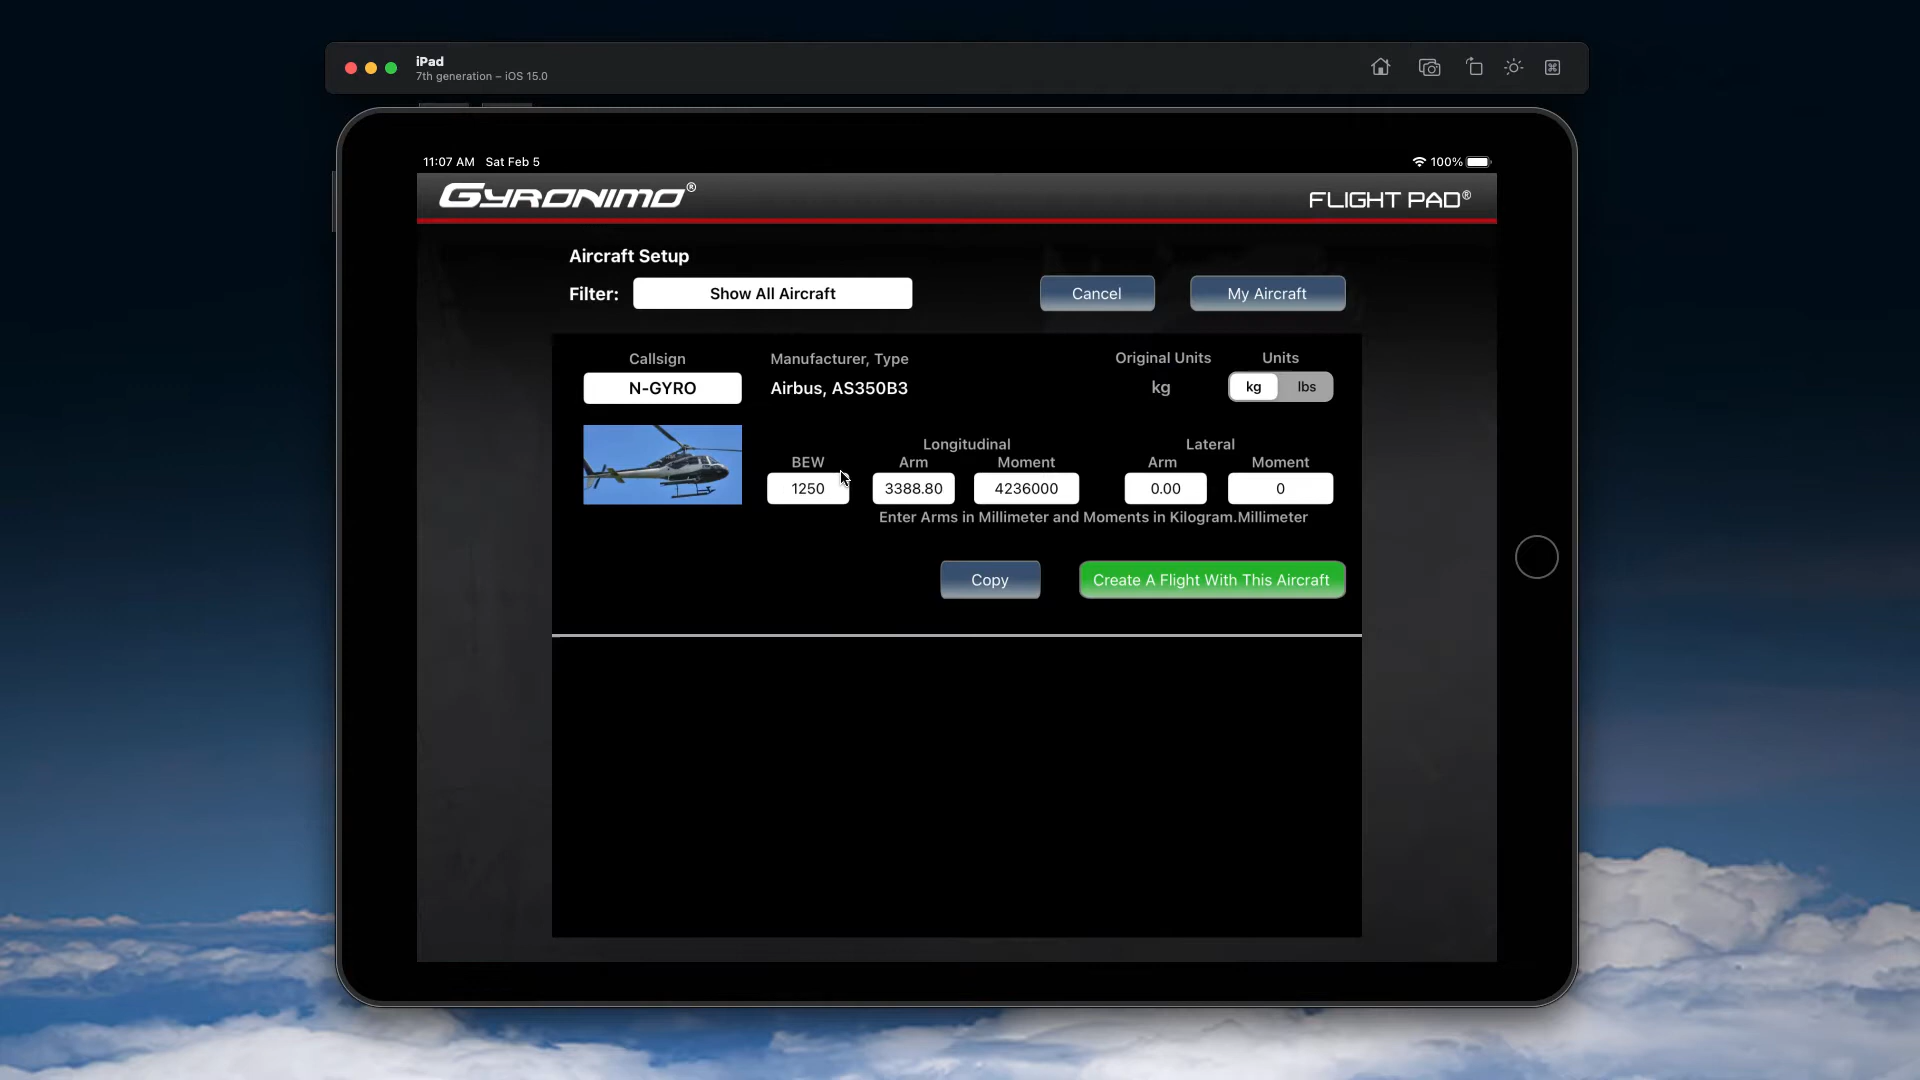 iPad
7th generation – iOS 15.0
11:07 AM Sat Feb 5
100%
GYRONIMO®
FLIGHT PAD®
Aircraft Setup
Filter:
Show All Aircraft
Cancel
My Aircraft
Callsign
Manufacturer, Type
Original Units
Units
N-GYRO
Airbus, AS350B3
kg
kg
lbs
Longitudinal
Lateral
BEW
Arm
Moment
Arm
Moment
1250
3388.80
4236000
0.00
0
Enter Arms in Millimeter and Moments in Kilogram.Millimeter
Copy
Create A Flight With This Aircraft